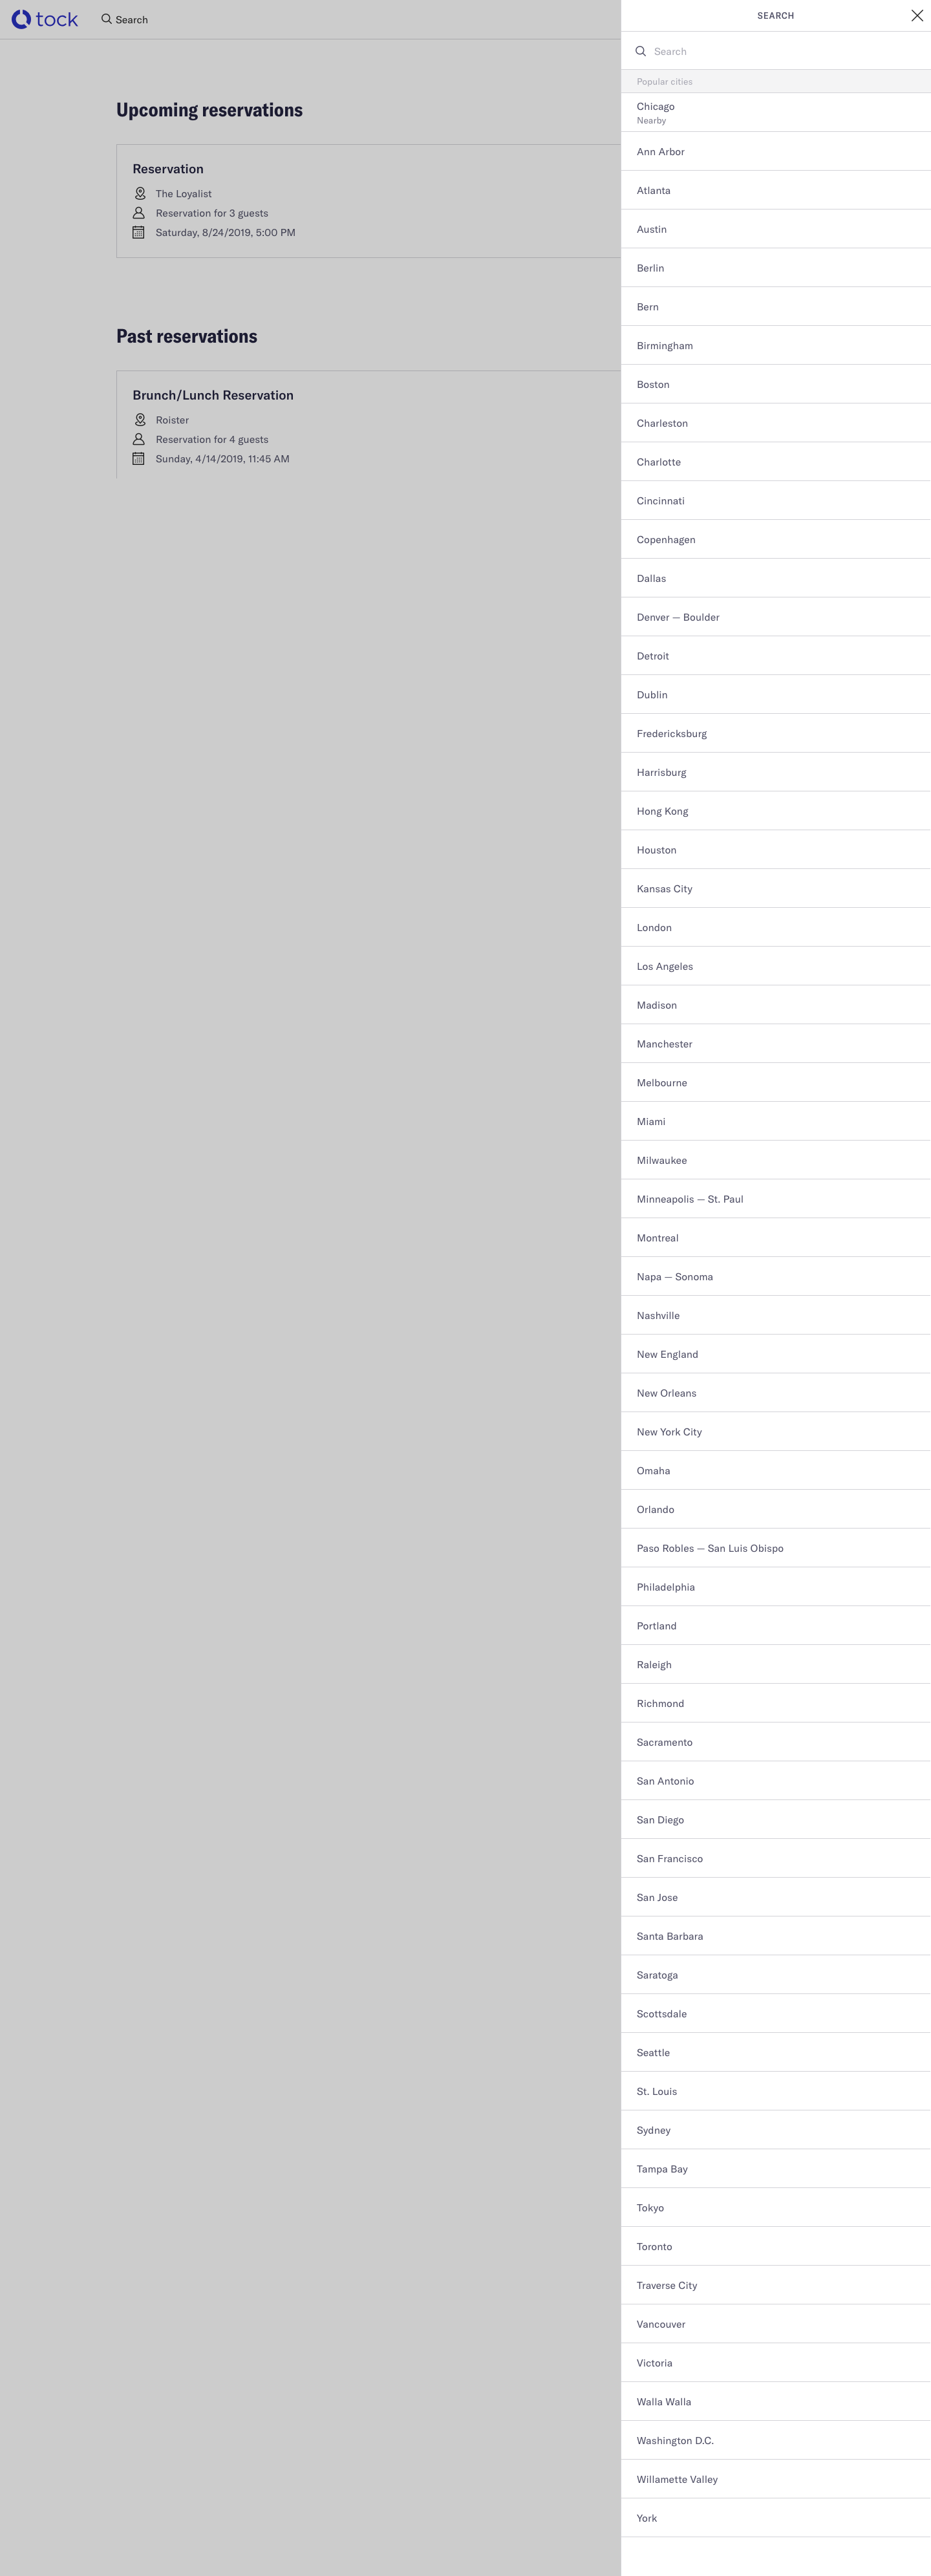 tock
Search
Upcoming reservations
Reservation
The Loyalist
Reservation for 3 guests
Saturday, 8/24/2019, 5:00 PM
Past reservations
Brunch/Lunch Reservation
Roister
Reservation for 4 guests
Sunday, 4/14/2019, 11:45 AM
SEARCH
Search
Popular cities
Chicago
Nearby
Ann Arbor
Atlanta
Austin
Berlin
Bern
Birmingham
Boston
Charleston
Charlotte
Cincinnati
Copenhagen
Dallas
Denver — Boulder
Detroit
Dublin
Fredericksburg
Harrisburg
Hong Kong
Houston
Kansas City
London
Los Angeles
Madison
Manchester
Melbourne
Miami
Milwaukee
Minneapolis — St. Paul
Montreal
Napa — Sonoma
Nashville
New England
New Orleans
New York City
Omaha
Orlando
Paso Robles — San Luis Obispo
Philadelphia
Portland
Raleigh
Richmond
Sacramento
San Antonio
San Diego
San Francisco
San Jose
Santa Barbara
Saratoga
Scottsdale
Seattle
St. Louis
Sydney
Tampa Bay
Tokyo
Toronto
Traverse City
Vancouver
Victoria
Walla Walla
Washington D.C.
Willamette Valley
York